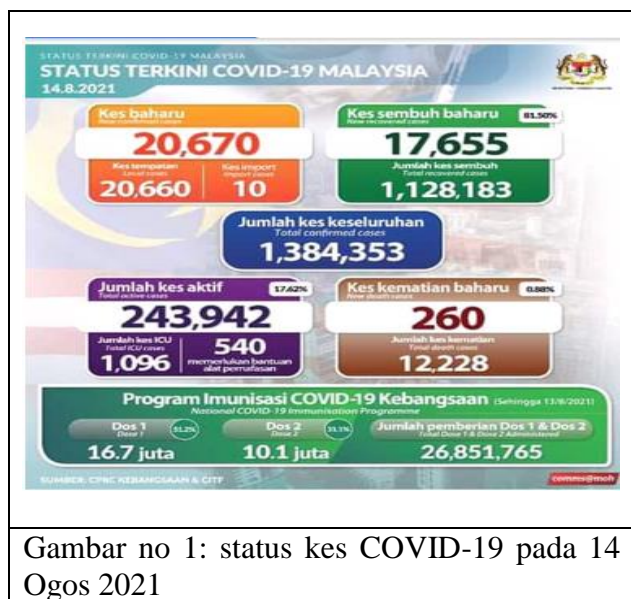 STATUS TERKINI COVID-19 MALAYSIA
STATUS TERKINI COVID-19 MALAYSIA
14.8.2021
Kes baharu
New confirmed cases
20,670
Kes tempatan
Local cases
20,660
Kes import
Import cases
10
Kes sembuh baharu
New recovered cases
81.50%
17,655
Jumlah kes sembuh
Total recovered cases
1,128,183
Jumlah kes keseluruhan
Total confirmed cases
1,384,353
Jumlah kes aktif
Total active cases
17.62%
243,942
Jumlah kes ICU
Total ICU cases
1,096
540
memerlukan bantuan
alat pernafasan
Kes kematian baharu
New death cases
0.88%
260
Jumlah kes kematian
Total death cases
12,228
Program Imunisasi COVID-19 Kebangsaan (Sehingga 13/8/2021)
National COVID-19 Immunisation Programme
Dos 1
Dose 1
51.2%
16.7 juta
Dos 2
Dose 2
10.1 juta
Jumlah pemberian Dos 1 & Dos 2
Total Dose 1 & Dose 2 Administered
26,851,765
SUMBER: CPRC KEBANGSAAN & CITF
comms@moh
Gambar no 1: status kes COVID-19 pada 14
Ogos 2021